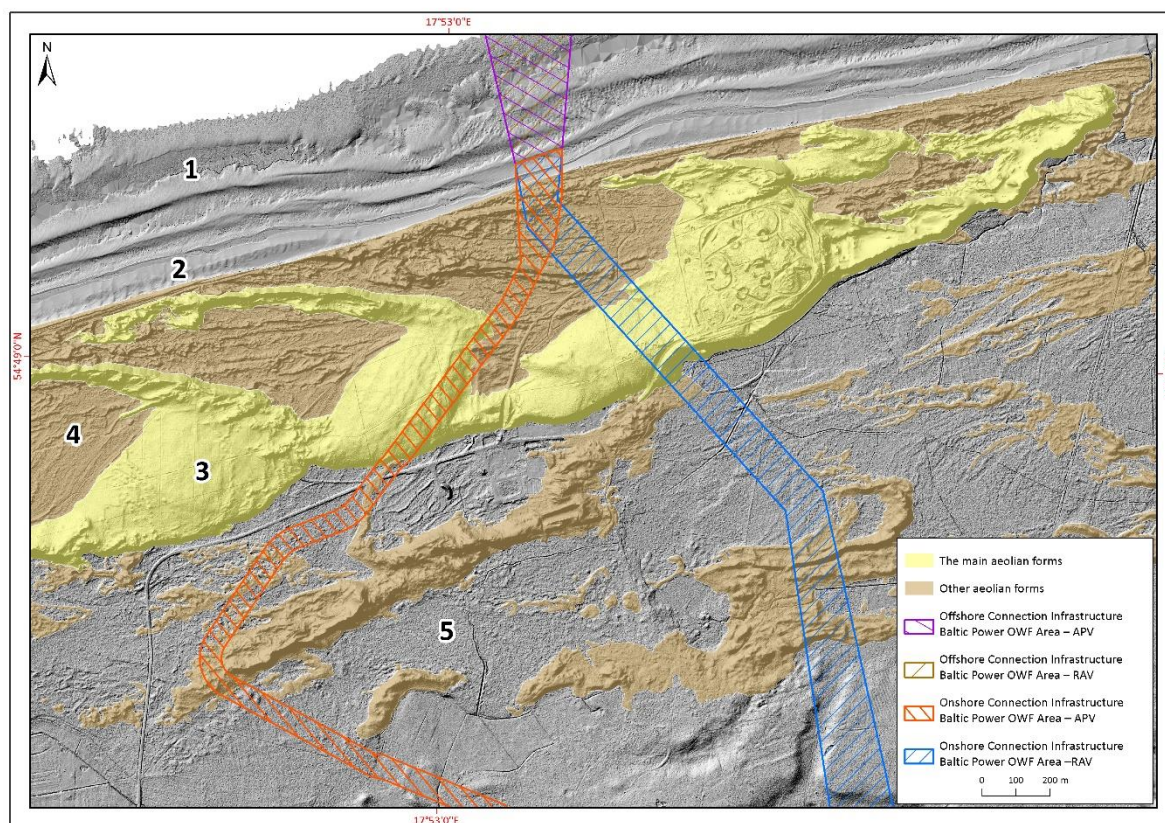 17°53'0"E
N
1
2
54°49'0"N
4
3
5
The main aeolian forms
Other aeolian forms
Offshore Connection Infrastructure
Baltic Power OWF Area – APV
Offshore Connection Infrastructure
Baltic Power OWF Area – RAV
Onshore Connection Infrastructure
Baltic Power OWF Area – APV
Onshore Connection Infrastructure
Baltic Power OWF Area –RAV
0 100 200 m
17°53'0"E